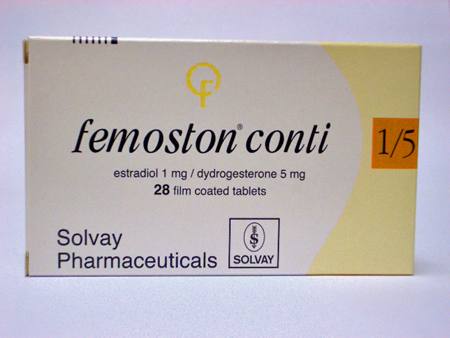 femoston® conti
1/5
estradiol 1 mg / dydrogesterone 5 mg
28 film coated tablets
Solvay
Pharmaceuticals
SOLVAY